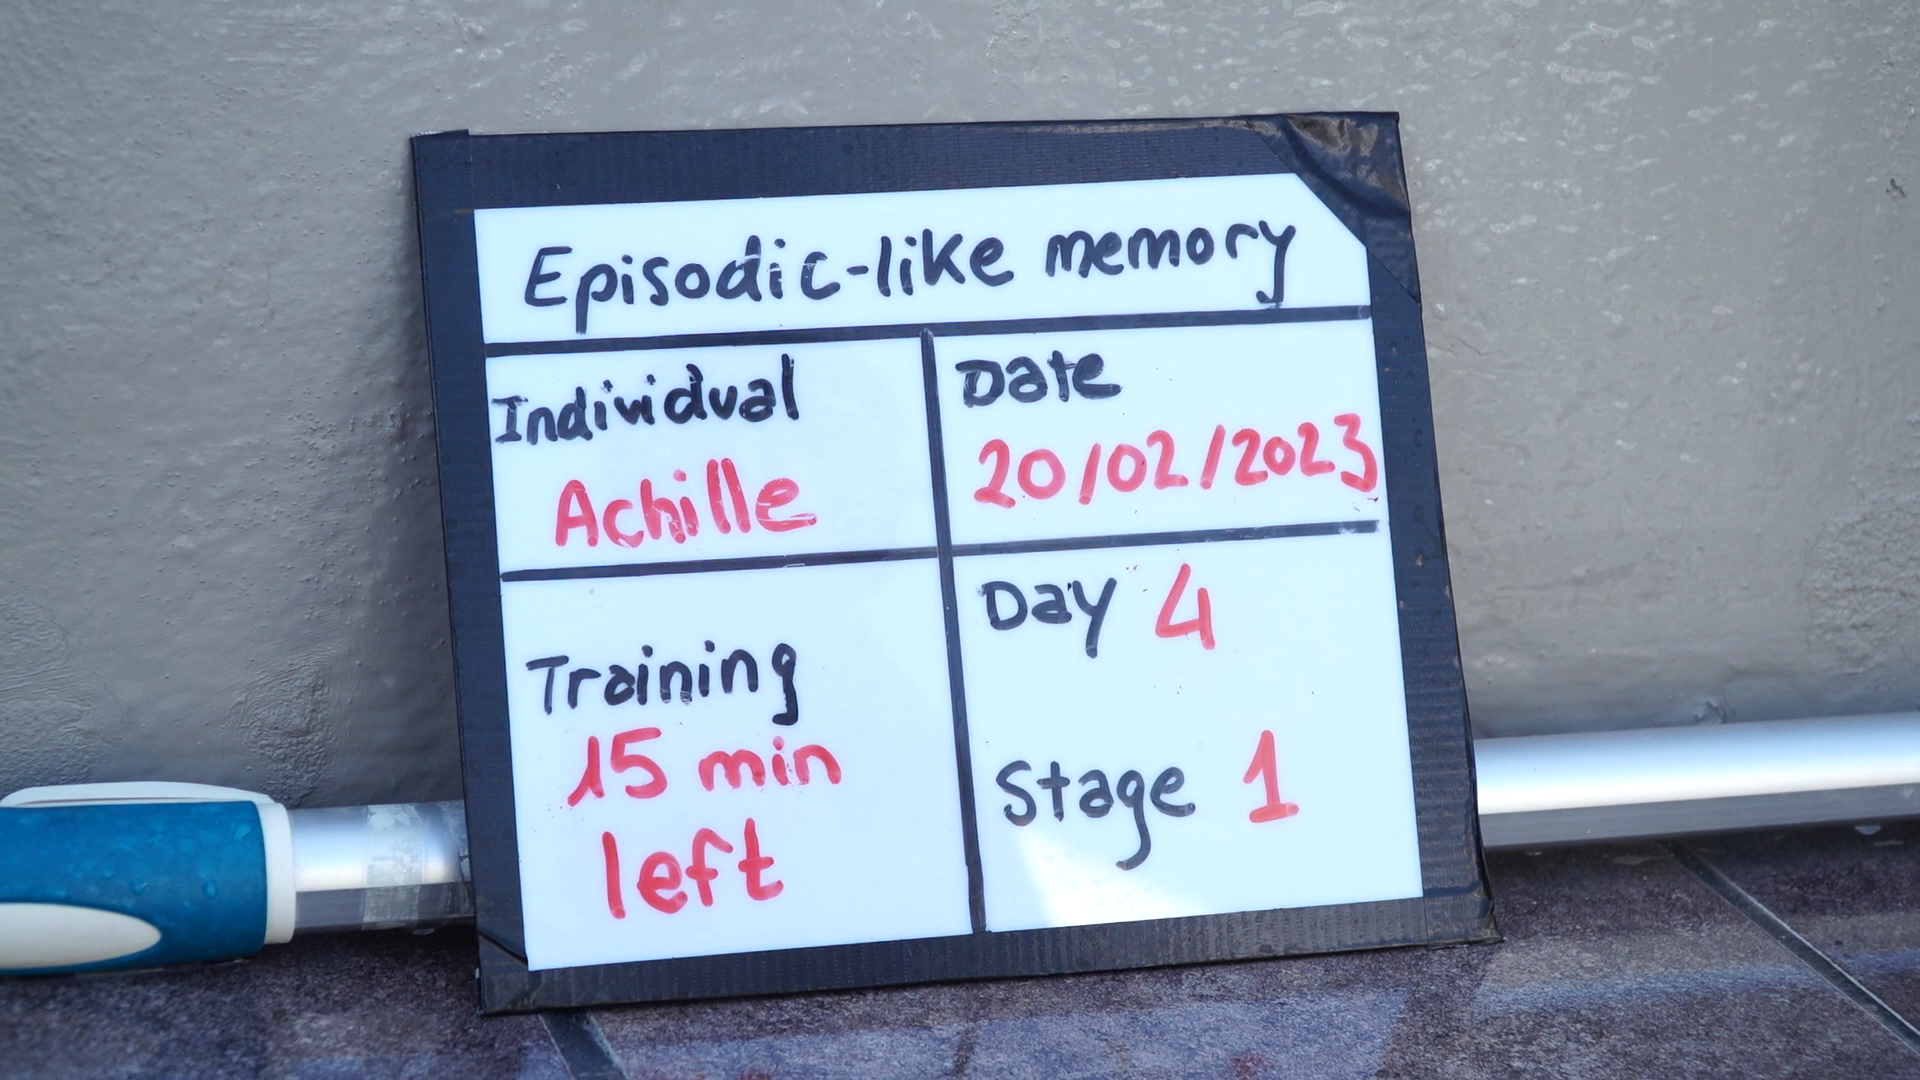 Episodic-like memory
Individual
Achille
Date
20/02/2023
Training
15 min
left
Day 4
Stage 1